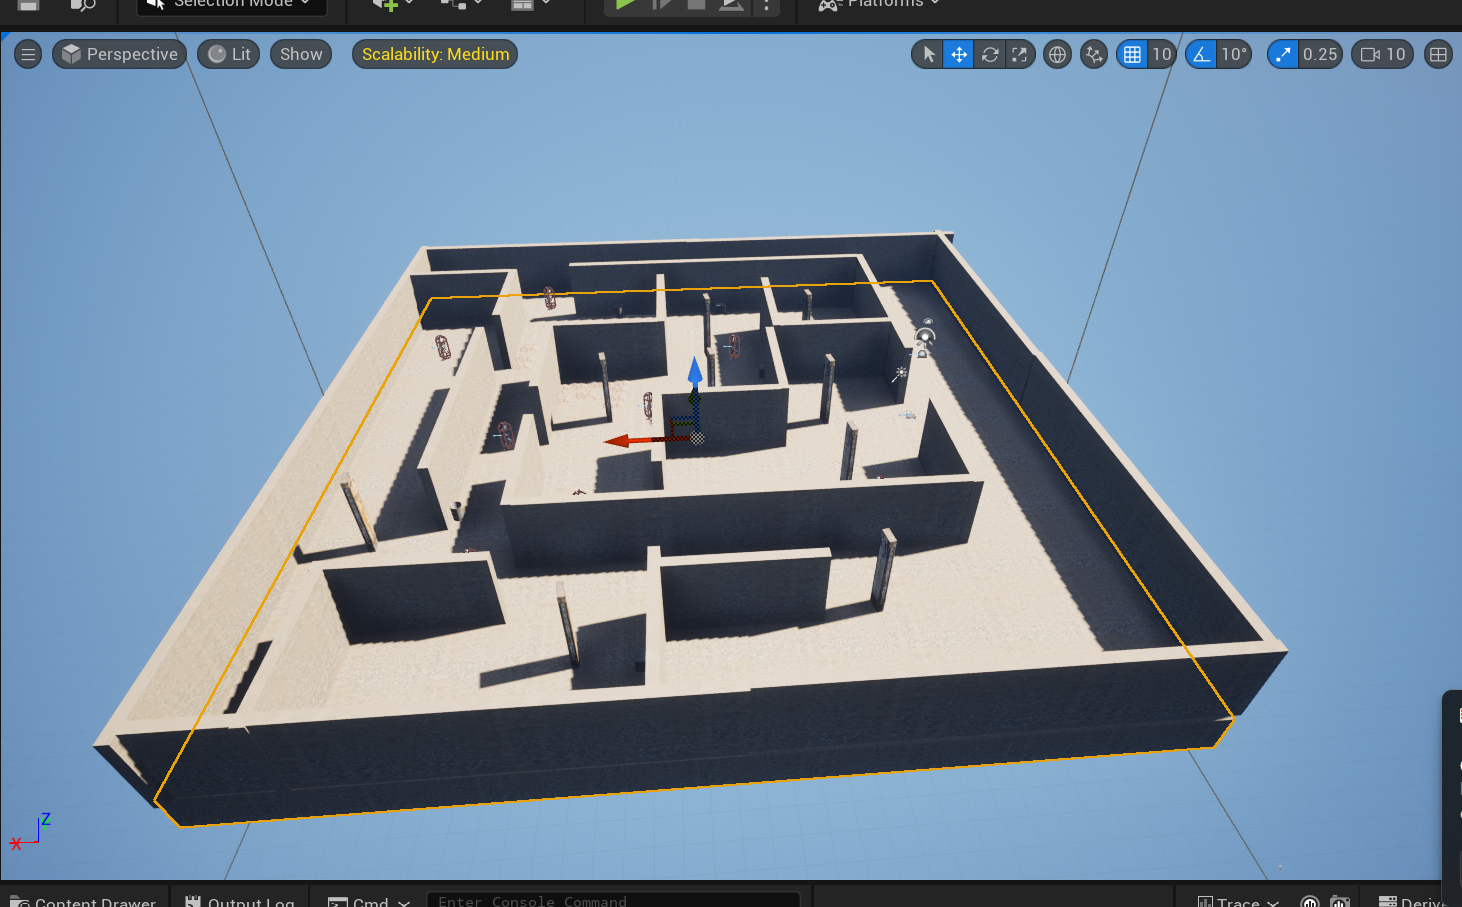 Selection Mode
Platforms
Perspective
Lit
Show
Scalability: Medium
10
10°
0.25
10
Z
X
Content Drawer
Output Log
Cmd
Enter Console Command
Trace